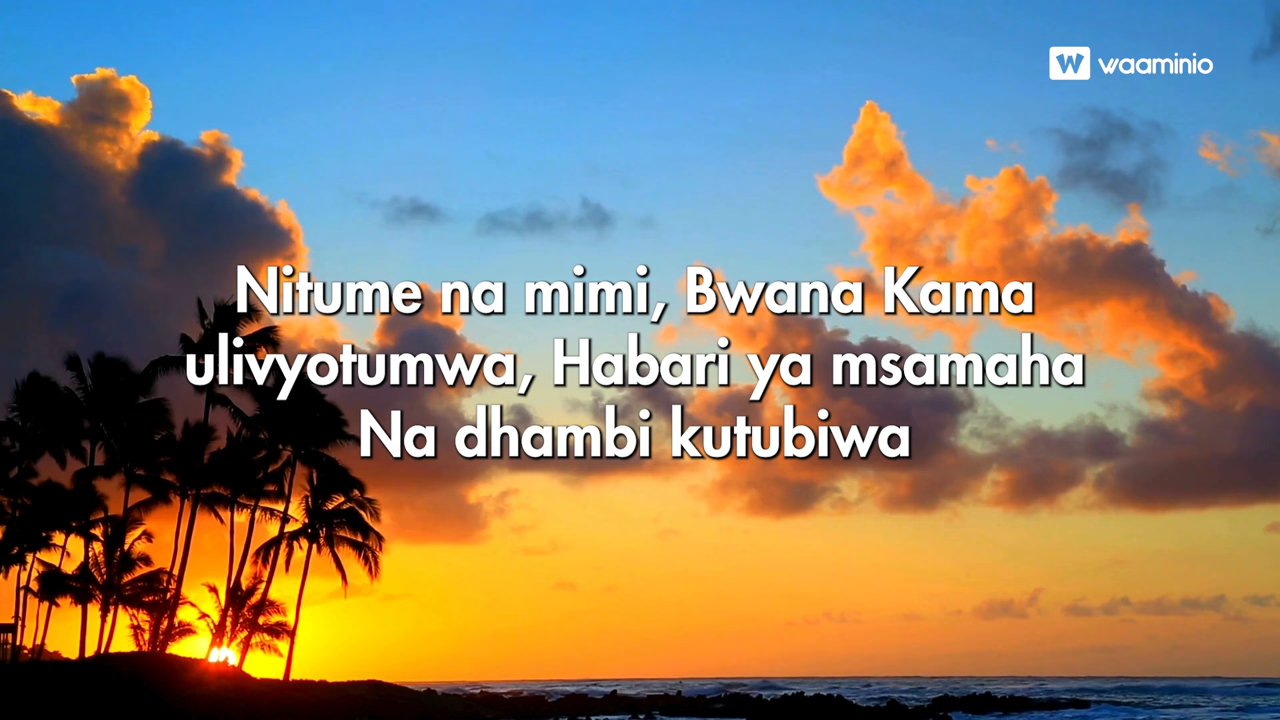 W waaminio
Nitume na mimi, Bwana Kama
ulivyotumwa, Habari ya msamaha
Na dhambi kutubiwa